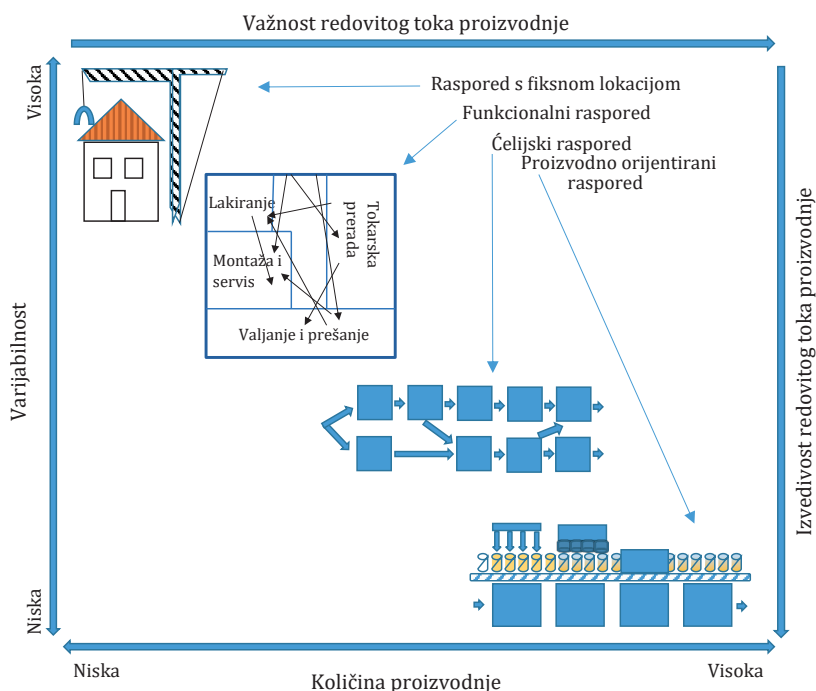 Važnost redovitog toka proizvodnje
Visoka
Raspored s fiksnom lokacijom
Funkcionalni raspored
Ćelijski raspored
Proizvodno orijentirani
raspored
Lakiranje
Tokarska
prerada
Montaža i
servis
Valjanje i prešanje
Varijabilnost
Izvedivost redovitog toka proizvodnje
Niska
Niska
Količina proizvodnje
Visoka